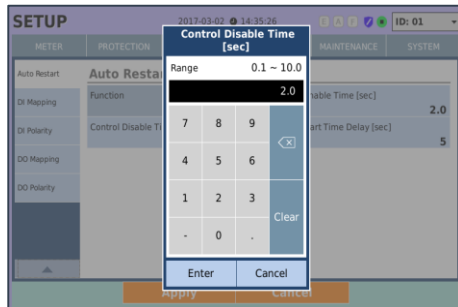 SETUP
2017-03-02 14:35:26
E A F
ID: 01
METER
PROTECTION
MAINTENANCE
SYSTEM
Auto Restart
DI Mapping
DI Polarity
DO Mapping
DO Polarity
Auto Resta
Function
nable Time [sec]
2.0
Control Disable Ti
art Time Delay [sec]
5
Control Disable Time
[sec]
Range 0.1 ~ 10.0
2.0
7 8 9
4 5 6
1 2 3
Clear
- 0 .
Enter Cancel
Apply Cancel